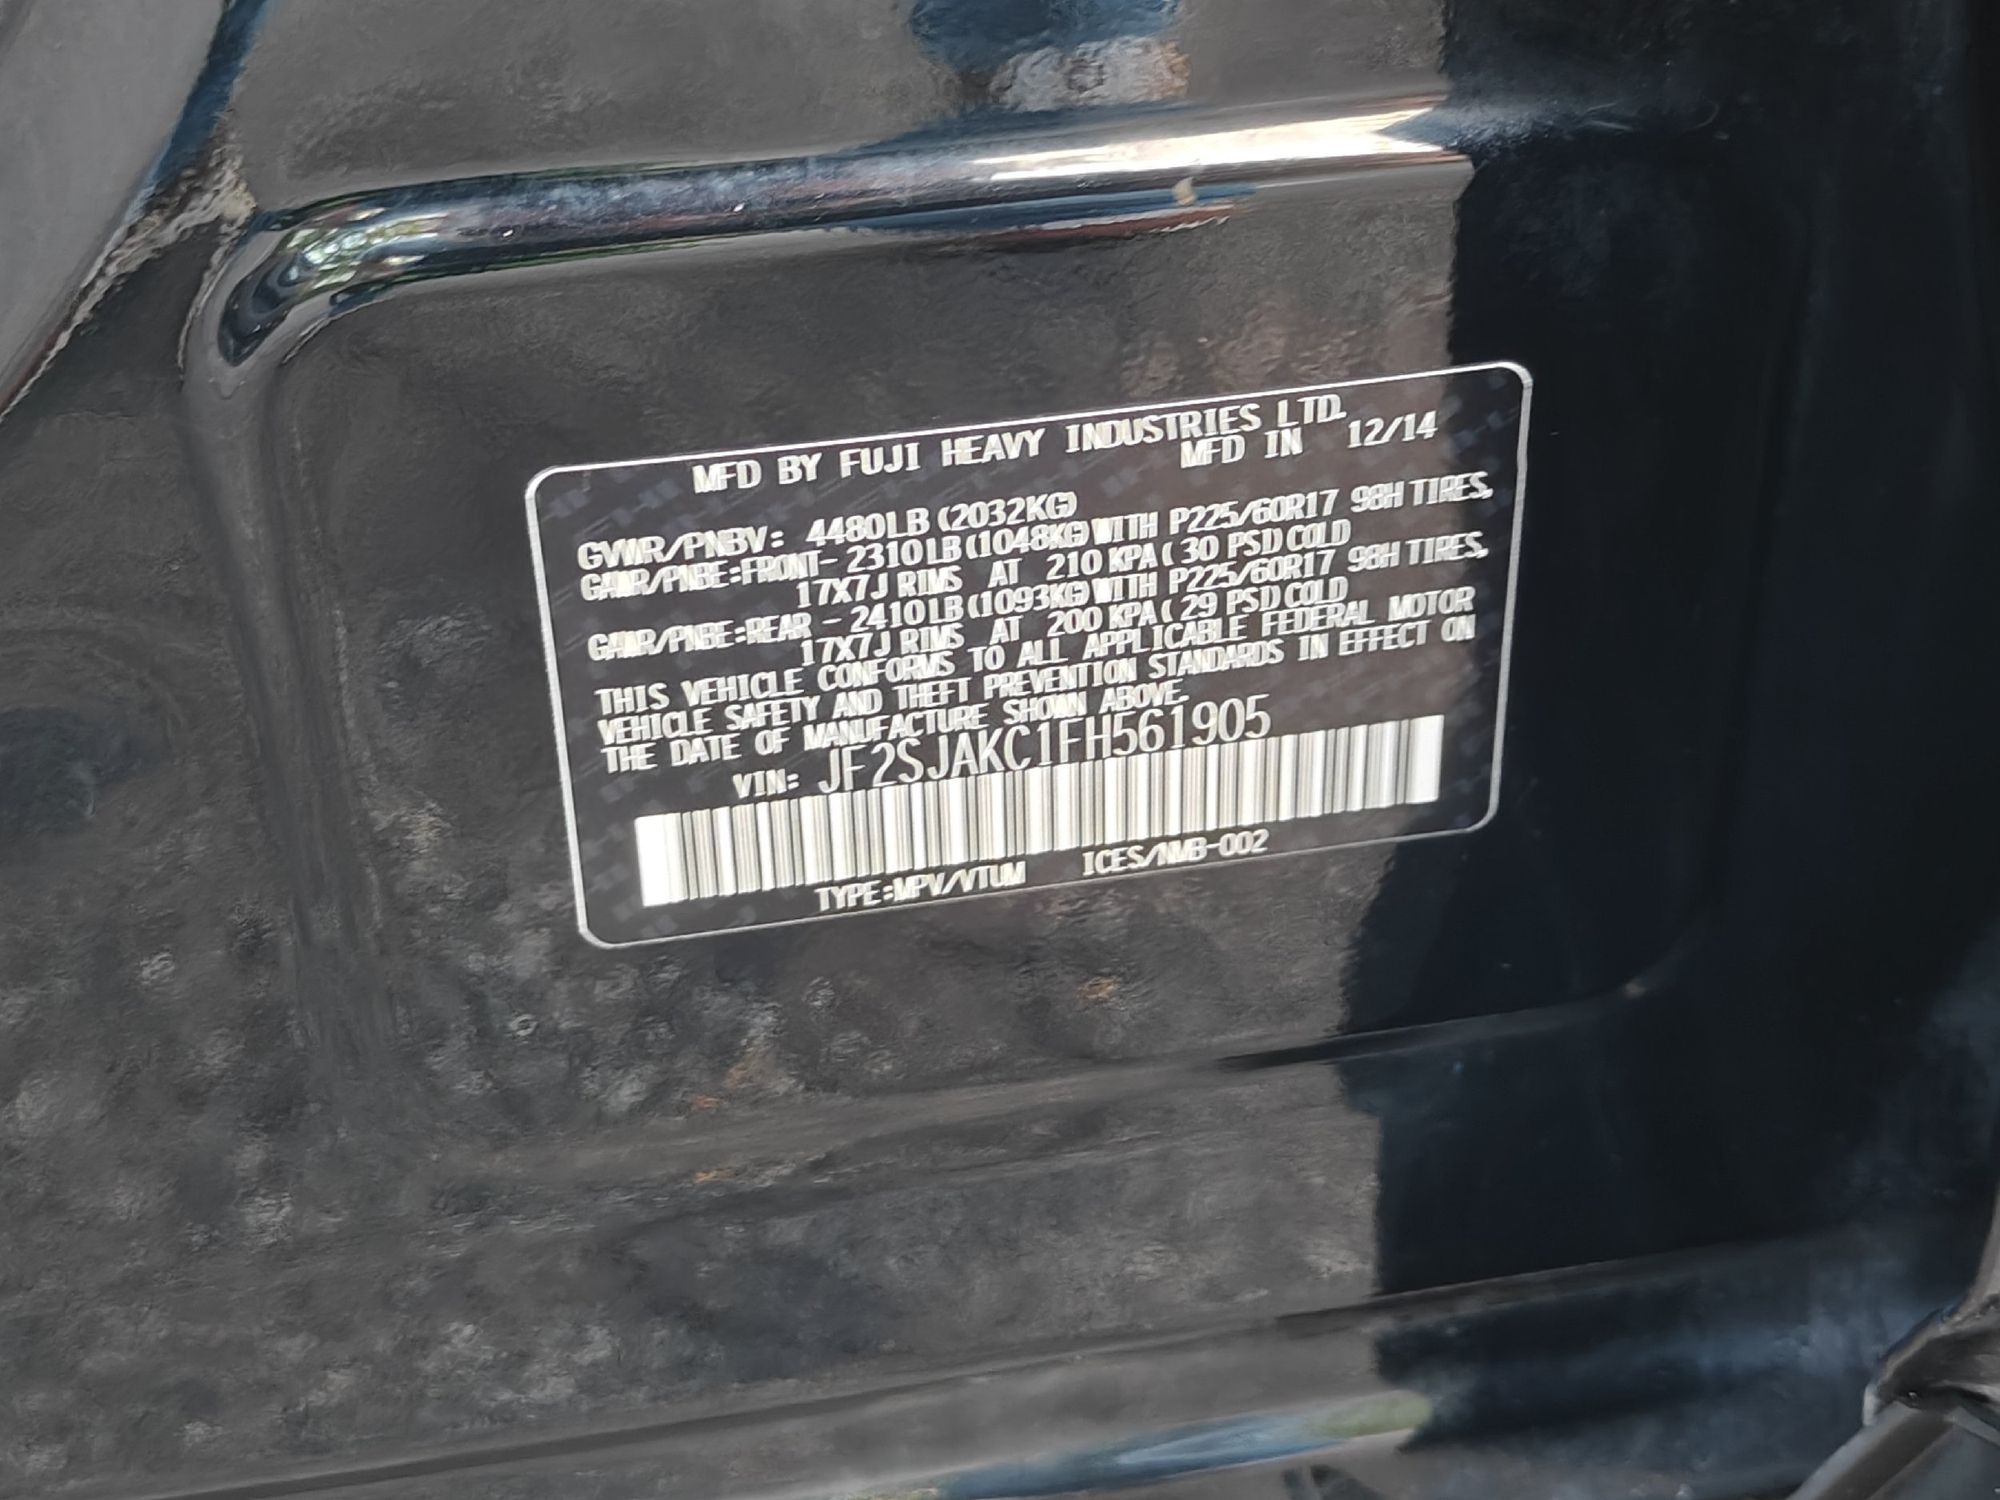 MFD BY FUJI HEAVY INDUSTRIES LTD.
MFD IN 12/14
GVWR/PNBV: 4480LB (2032KG)
GAWR/PNBE:FRONT- 2310LB (1048KG)WITH P225/60R17 98H TIRES,
17X7J RIMS AT 210 KPA( 30 PSI)COLD
GAWR/PNBE:REAR - 2410LB (1093KG)WITH P225/60R17 98H TIRES,
17X7J RIMS AT 200 KPA( 29 PSI)COLD
THIS VEHICLE CONFORMS TO ALL APPLICABLE FEDERAL MOTOR
VEHICLE SAFETY AND THEFT PREVENTION STANDARDS IN EFFECT ON
THE DATE OF MANUFACTURE SHOWN ABOVE.
VIN: JF2SJAKC1FH561905
TYPE:MPV/VTUM ICES/NMB-002